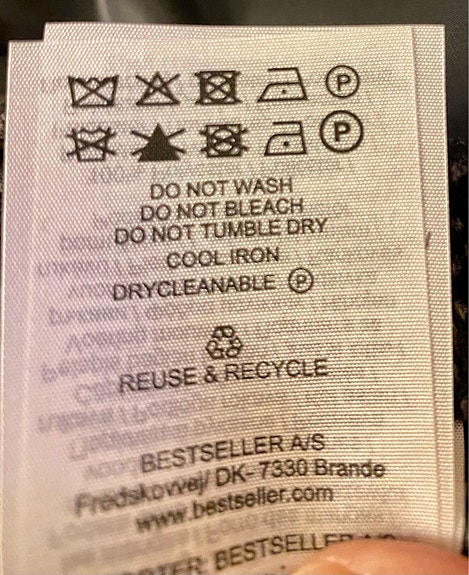 P
P
DO NOT WASH
DO NOT BLEACH
DO NOT TUMBLE DRY
COOL IRON
DRYCLEANABLE P
REUSE & RECYCLE
BESTSELLER A/S
Fredskovvej/ DK- 7330 Brande
www.bestseller.com
BESTSELLER